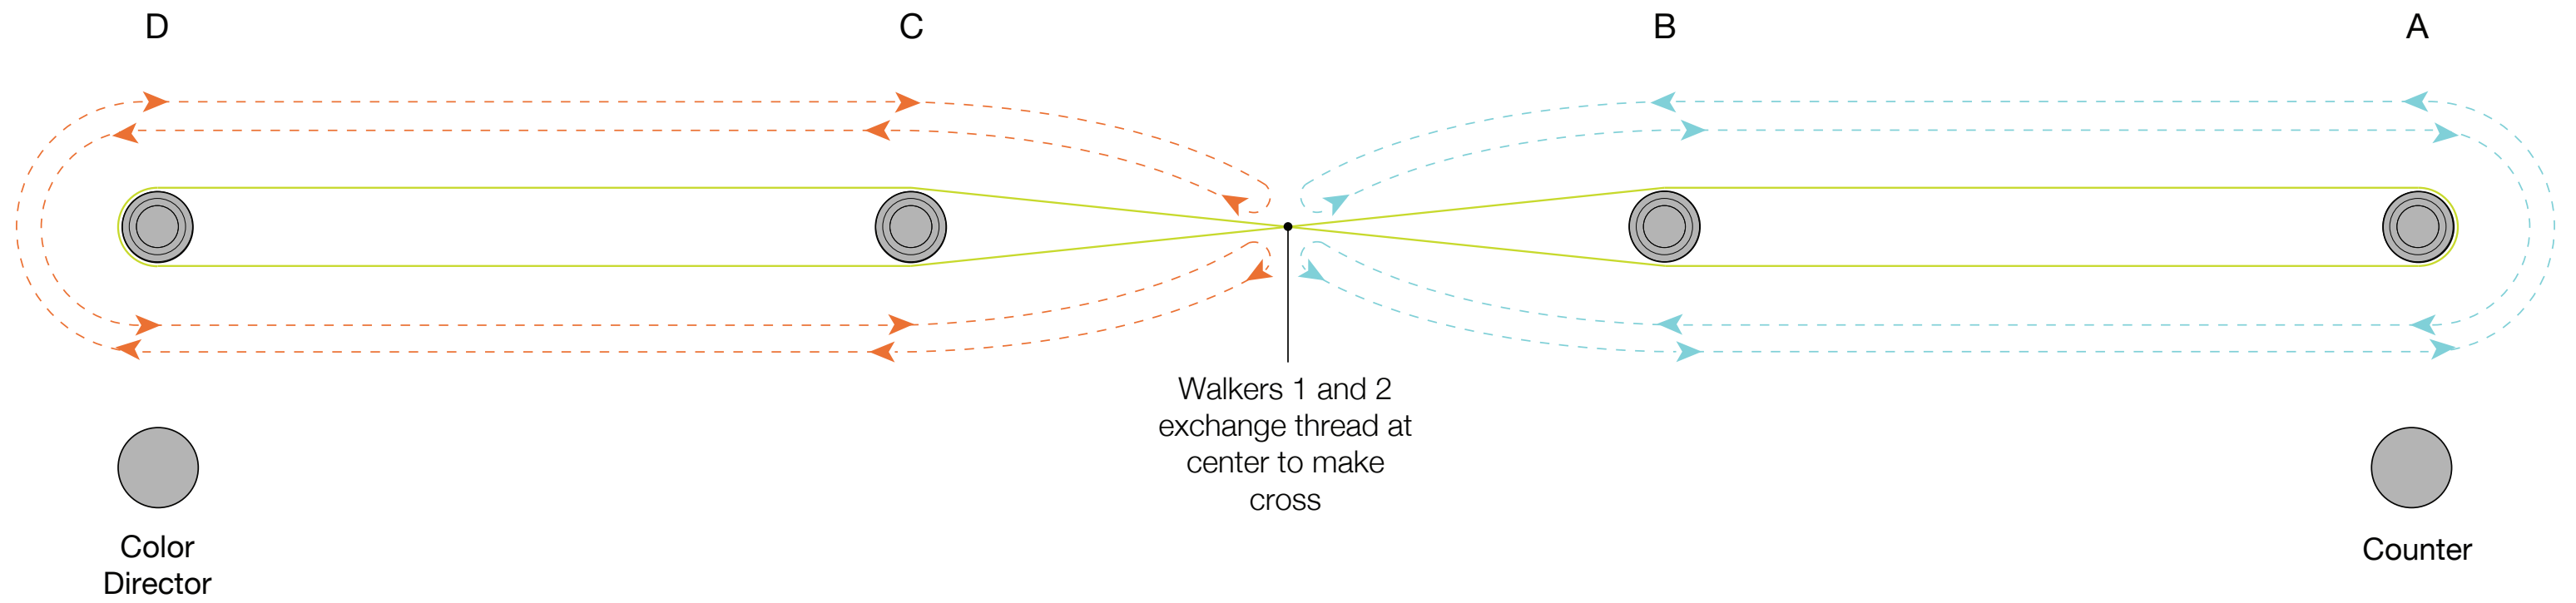 D
C
B
A
Walkers 1 and 2
exchange thread at
center to make
cross
Color
Director
Counter